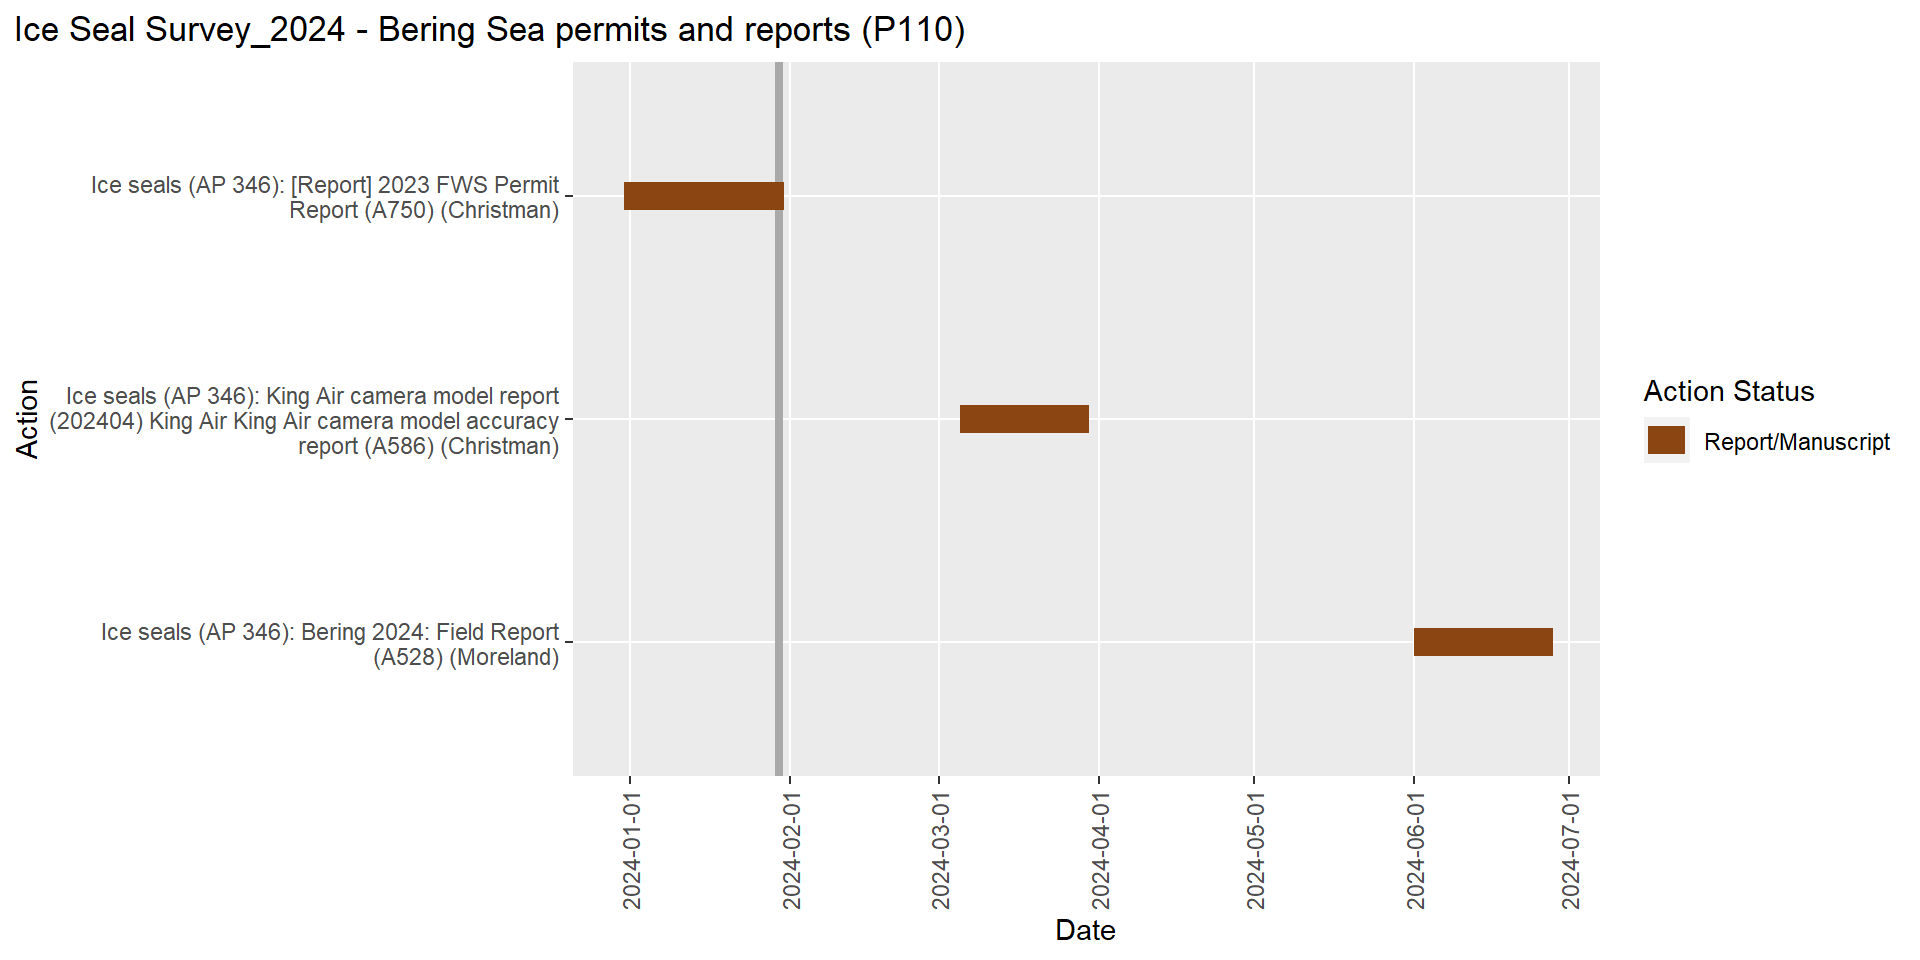 Ice Seal Survey_2024 - Bering Sea permits and reports (P110)
Ice seals (AP 346): [Report] 2023 FWS Permit
Report (A750) (Christman)
Ice seals (AP 346): King Air camera model report
(202404) King Air King Air camera model accuracy
report (A586) (Christman)
Ice seals (AP 346): Bering 2024: Field Report
(A528) (Moreland)
Action
2024-01-01
2024-02-01
2024-03-01
2024-04-01
2024-05-01
2024-06-01
2024-07-01
Date
Action Status
Report/Manuscript